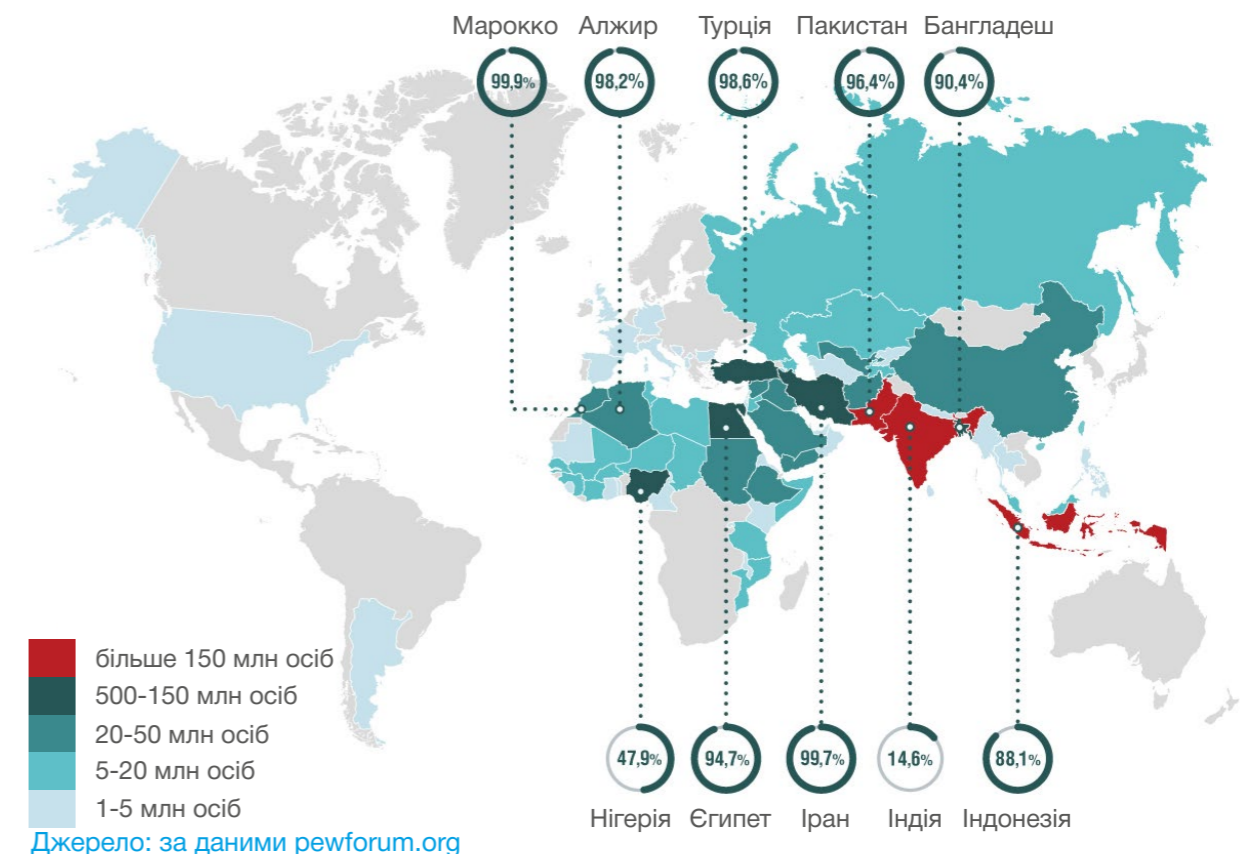 Марокко Алжир Турція Пакистан Бангладеш
99,9% 98,2% 98,6% 96,4% 90,4%
більше 150 млн осіб
500-150 млн осіб
20-50 млн осіб
5-20 млн осіб
1-5 млн осіб
47,9% 94,7% 99,7% 14,6% 88,1%
Нігерія Єгипет Іран Індія Індонезія
Джерело: за даними pewforum.org